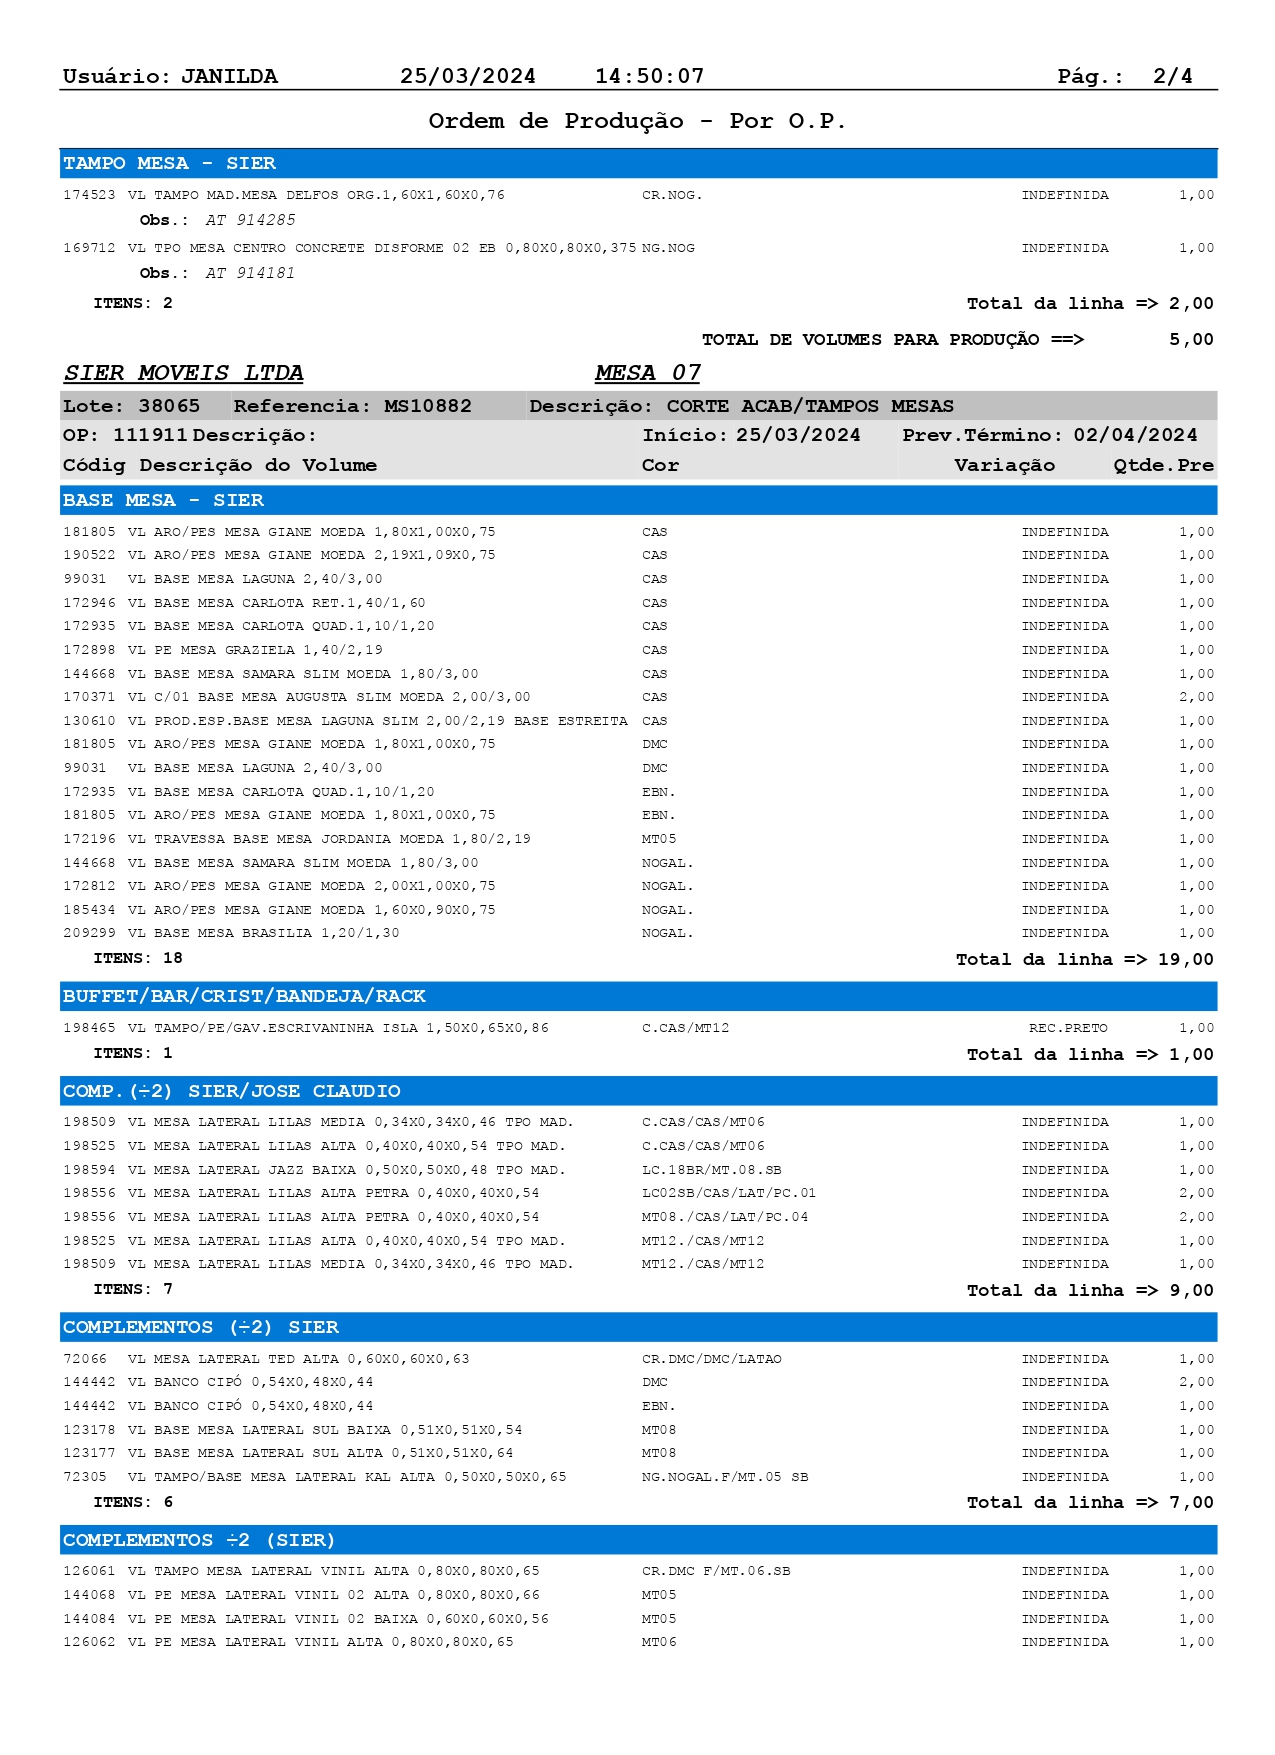 Usuário: JANILDA 25/03/2024 14:50:07 Pág.: 2/4
Ordem de Produção - Por O.P.
TAMPO MESA - SIER
174523 VL TAMPO MAD.MESA DELFOS ORG.1,60X1,60X0,76 CR.NOG. INDEFINIDA 1,00
Obs.: AT 914285
169712 VL TPO MESA CENTRO CONCRETE DISFORME 02 EB 0,80X0,80X0,375 NG.NOG INDEFINIDA 1,00
Obs.: AT 914181
ITENS: 2 Total da linha => 2,00
TOTAL DE VOLUMES PARA PRODUÇÃO ==> 5,00
SIER MOVEIS LTDA MESA 07
Lote: 38065 Referencia: MS10882 Descrição: CORTE ACAB/TAMPOS MESAS
OP: 111911 Descrição: Início: 25/03/2024 Prev.Término: 02/04/2024
Códig Descrição do Volume Cor Variação Qtde.Pre
BASE MESA - SIER
181805 VL ARO/PES MESA GIANE MOEDA 1,80X1,00X0,75 CAS INDEFINIDA 1,00
190522 VL ARO/PES MESA GIANE MOEDA 2,19X1,09X0,75 CAS INDEFINIDA 1,00
99031 VL BASE MESA LAGUNA 2,40/3,00 CAS INDEFINIDA 1,00
172946 VL BASE MESA CARLOTA RET.1,40/1,60 CAS INDEFINIDA 1,00
172935 VL BASE MESA CARLOTA QUAD.1,10/1,20 CAS INDEFINIDA 1,00
172898 VL PE MESA GRAZIELA 1,40/2,19 CAS INDEFINIDA 1,00
144668 VL BASE MESA SAMARA SLIM MOEDA 1,80/3,00 CAS INDEFINIDA 1,00
170371 VL C/01 BASE MESA AUGUSTA SLIM MOEDA 2,00/3,00 CAS INDEFINIDA 2,00
130610 VL PROD.ESP.BASE MESA LAGUNA SLIM 2,00/2,19 BASE ESTREITA CAS INDEFINIDA 1,00
181805 VL ARO/PES MESA GIANE MOEDA 1,80X1,00X0,75 DMC INDEFINIDA 1,00
99031 VL BASE MESA LAGUNA 2,40/3,00 DMC INDEFINIDA 1,00
172935 VL BASE MESA CARLOTA QUAD.1,10/1,20 EBN. INDEFINIDA 1,00
181805 VL ARO/PES MESA GIANE MOEDA 1,80X1,00X0,75 EBN. INDEFINIDA 1,00
172196 VL TRAVESSA BASE MESA JORDANIA MOEDA 1,80/2,19 MT05 INDEFINIDA 1,00
144668 VL BASE MESA SAMARA SLIM MOEDA 1,80/3,00 NOGAL. INDEFINIDA 1,00
172812 VL ARO/PES MESA GIANE MOEDA 2,00X1,00X0,75 NOGAL. INDEFINIDA 1,00
185434 VL ARO/PES MESA GIANE MOEDA 1,60X0,90X0,75 NOGAL. INDEFINIDA 1,00
209299 VL BASE MESA BRASILIA 1,20/1,30 NOGAL. INDEFINIDA 1,00
ITENS: 18 Total da linha => 19,00
BUFFET/BAR/CRIST/BANDEJA/RACK
198465 VL TAMPO/PE/GAV.ESCRIVANINHA ISLA 1,50X0,65X0,86 C.CAS/MT12 REC.PRETO 1,00
ITENS: 1 Total da linha => 1,00
COMP.(÷2) SIER/JOSE CLAUDIO
198509 VL MESA LATERAL LILAS MEDIA 0,34X0,34X0,46 TPO MAD. C.CAS/CAS/MT06 INDEFINIDA 1,00
198525 VL MESA LATERAL LILAS ALTA 0,40X0,40X0,54 TPO MAD. C.CAS/CAS/MT06 INDEFINIDA 1,00
198594 VL MESA LATERAL JAZZ BAIXA 0,50X0,50X0,48 TPO MAD. LC.18BR/MT.08.SB INDEFINIDA 1,00
198556 VL MESA LATERAL LILAS ALTA PETRA 0,40X0,40X0,54 LC02SB/CAS/LAT/PC.01 INDEFINIDA 2,00
198556 VL MESA LATERAL LILAS ALTA PETRA 0,40X0,40X0,54 MT08./CAS/LAT/PC.04 INDEFINIDA 2,00
198525 VL MESA LATERAL LILAS ALTA 0,40X0,40X0,54 TPO MAD. MT12./CAS/MT12 INDEFINIDA 1,00
198509 VL MESA LATERAL LILAS MEDIA 0,34X0,34X0,46 TPO MAD. MT12./CAS/MT12 INDEFINIDA 1,00
ITENS: 7 Total da linha => 9,00
COMPLEMENTOS (÷2) SIER
72066 VL MESA LATERAL TED ALTA 0,60X0,60X0,63 CR.DMC/DMC/LATAO INDEFINIDA 1,00
144442 VL BANCO CIPÓ 0,54X0,48X0,44 DMC INDEFINIDA 2,00
144442 VL BANCO CIPÓ 0,54X0,48X0,44 EBN. INDEFINIDA 1,00
123178 VL BASE MESA LATERAL SUL BAIXA 0,51X0,51X0,54 MT08 INDEFINIDA 1,00
123177 VL BASE MESA LATERAL SUL ALTA 0,51X0,51X0,64 MT08 INDEFINIDA 1,00
72305 VL TAMPO/BASE MESA LATERAL KAL ALTA 0,50X0,50X0,65 NG.NOGAL.F/MT.05 SB INDEFINIDA 1,00
ITENS: 6 Total da linha => 7,00
COMPLEMENTOS ÷2 (SIER)
126061 VL TAMPO MESA LATERAL VINIL ALTA 0,80X0,80X0,65 CR.DMC F/MT.06.SB INDEFINIDA 1,00
144068 VL PE MESA LATERAL VINIL 02 ALTA 0,80X0,80X0,66 MT05 INDEFINIDA 1,00
144084 VL PE MESA LATERAL VINIL 02 BAIXA 0,60X0,60X0,56 MT05 INDEFINIDA 1,00
126062 VL PE MESA LATERAL VINIL ALTA 0,80X0,80X0,65 MT06 INDEFINIDA 1,00